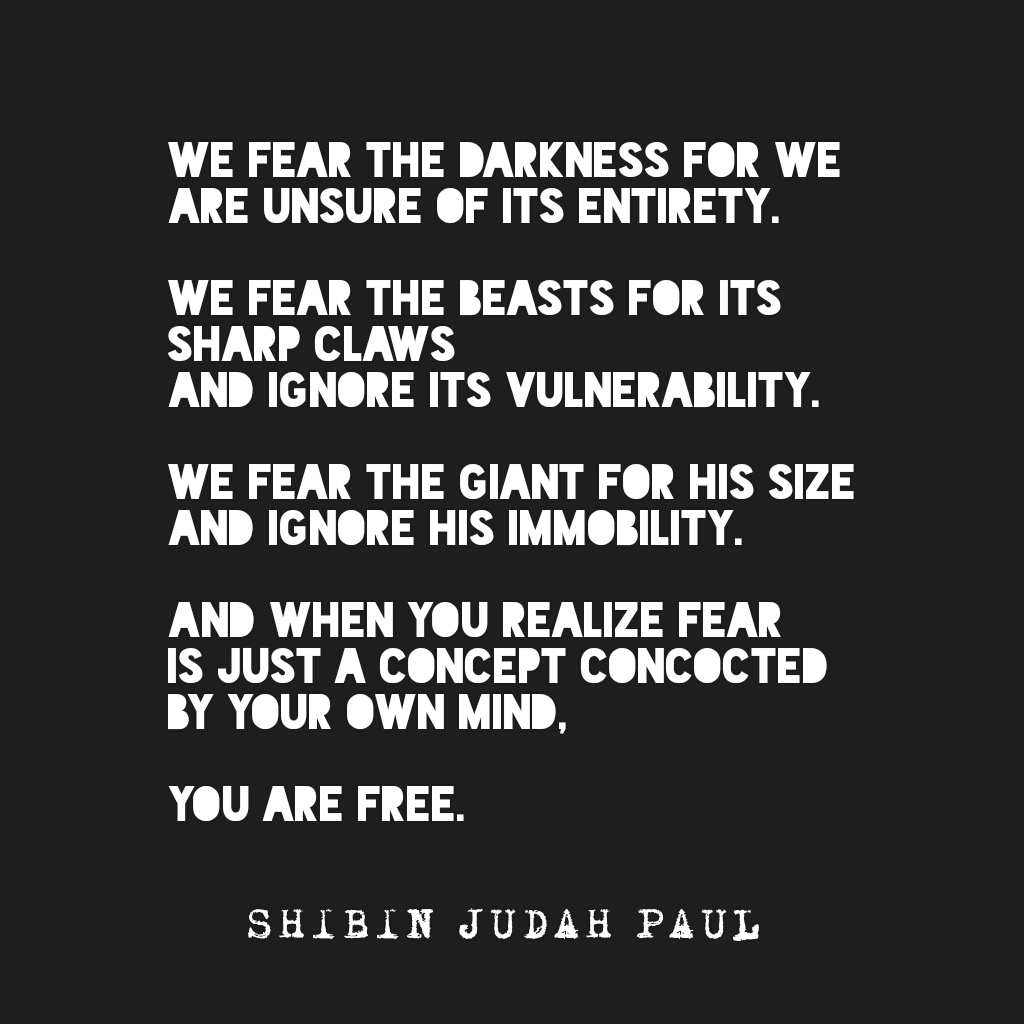 WE FEAR THE DARKNESS FOR WE
ARE UNSURE OF ITS ENTIRETY.
WE FEAR THE BEASTS FOR ITS
SHARP CLAWS
AND IGNORE ITS VULNERABILITY.
WE FEAR THE GIANT FOR HIS SIZE
AND IGNORE HIS IMMOBILITY.
AND WHEN YOU REALIZE FEAR
IS JUST A CONCEPT CONCOCTED
BY YOUR OWN MIND,
YOU ARE FREE.
SHIBIN JUDAH PAUL